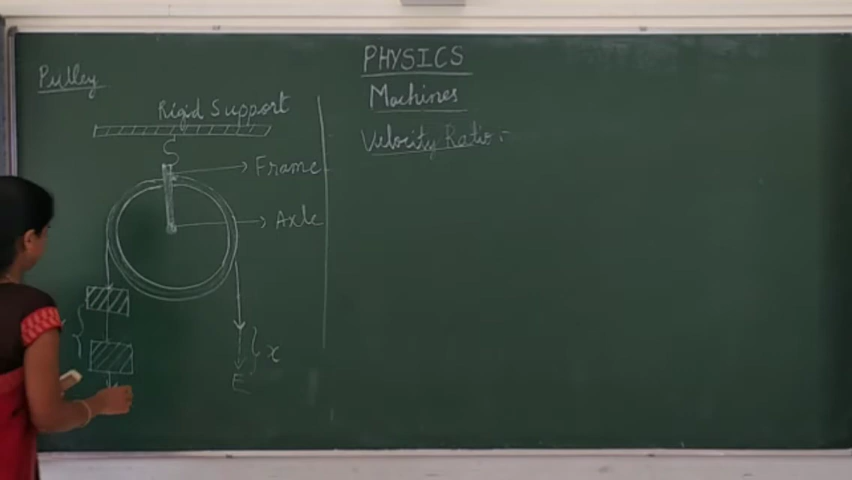 Pulley
Rigid Support
Frame
Axle
x
E
PHYSICS
Machines
Velocity Ratio :-